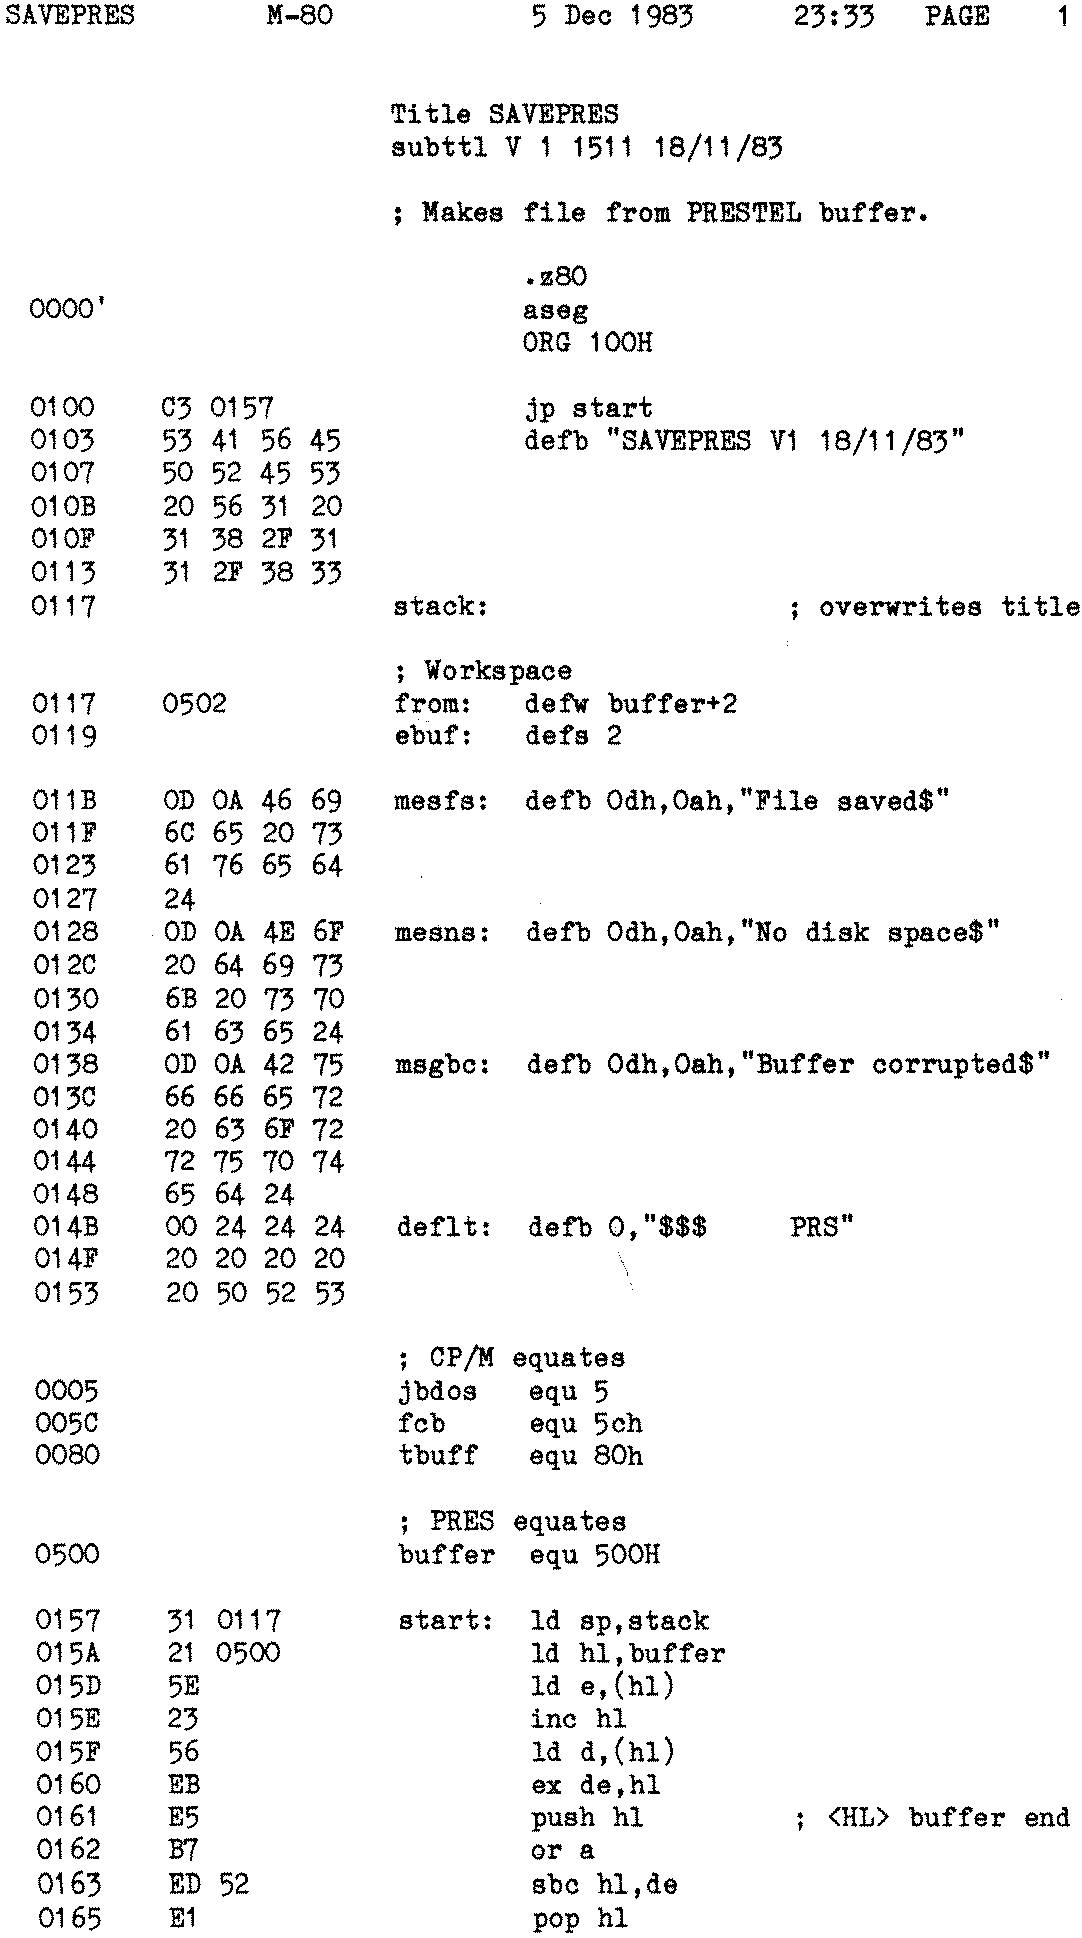 SAVEPRES M-80 5 Dec 1983 23:33 PAGE 1
Title SAVEPRES
subttl V 1 1511 18/11/83
; Makes file from PRESTEL buffer.
.z80
0000' aseg
ORG 100H
0100 C3 0157 jp start
0103 53 41 56 45 defb "SAVEPRES V1 18/11/83"
0107 50 52 45 53
010B 20 56 31 20
010F 31 38 2F 31
0113 31 2F 38 33
0117 stack: ; overwrites title
; Workspace
0117 0502 from: defw buffer+2
0119 ebuf: defs 2
011B 0D 0A 46 69 mesfs: defb 0dh,0ah,"File saved$"
011F 6C 65 20 73
0123 61 76 65 64
0127 24
0128 0D 0A 4E 6F mesns: defb 0dh,0ah,"No disk space$"
012C 20 64 69 73
0130 6B 20 73 70
0134 61 63 65 24
0138 0D 0A 42 75 msgbc: defb 0dh,0ah,"Buffer corrupted$"
013C 66 66 65 72
0140 20 63 6F 72
0144 72 75 70 74
0148 65 64 24
014B 00 24 24 24 deflt: defb 0,"$$$     PRS"
014F 20 20 20 20
0153 20 50 52 53
; CP/M equates
0005 jbdos equ 5
005C fcb equ 5ch
0080 tbuff equ 80h
; PRES equates
0500 buffer equ 500H
0157 31 0117 start: ld sp,stack
015A 21 0500 ld hl,buffer
015D 5E ld e,(hl)
015E 23 inc hl
015F 56 ld d,(hl)
0160 EB ex de,hl
0161 E5 push hl ; <HL> buffer end
0162 B7 or a
0163 ED 52 sbc hl,de
0165 E1 pop hl